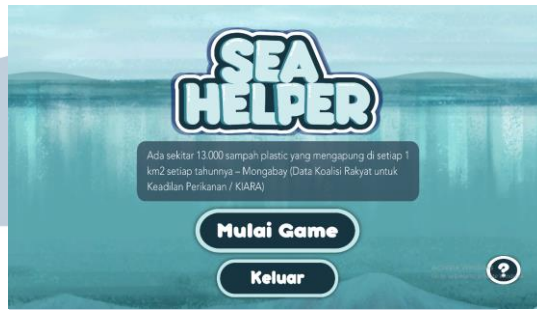 SEA
HELPER
Ada sekitar 13.000 sampah plastic yang mengapung di setiap 1
km2 setiap tahunnya – Mongabay (Data Koalisi Rakyat untuk
Keadilan Perikanan / KIARA)
Mulai Game
Keluar
?